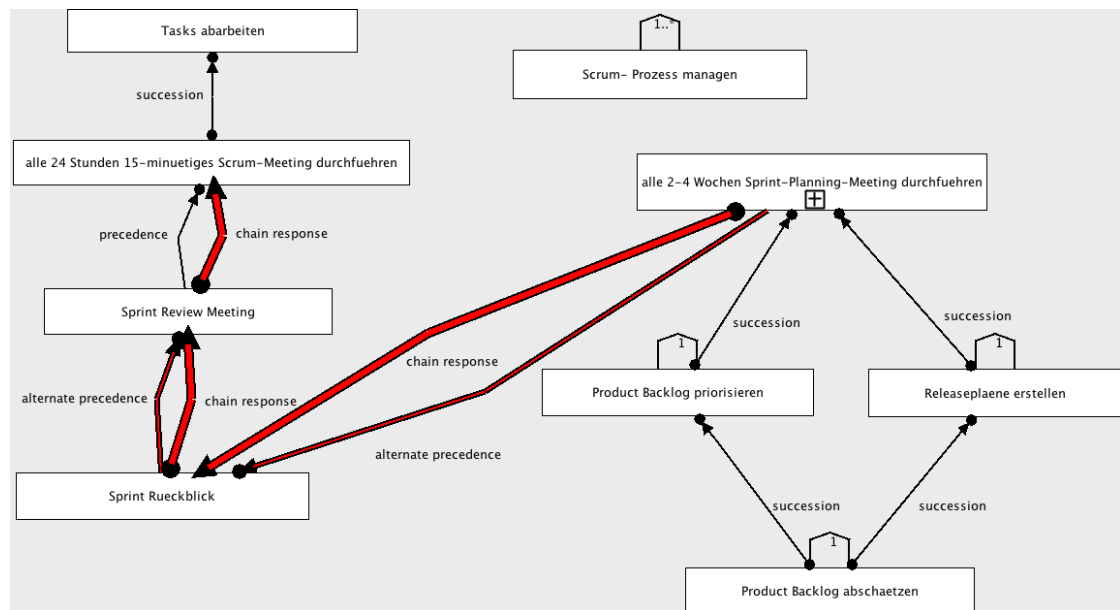 Tasks abarbeiten
1..*
Scrum- Prozess managen
succession
alle 24 Stunden 15-minuetiges Scrum-Meeting durchfuehren
alle 2-4 Wochen Sprint-Planning-Meeting durchfuehren
precedence
chain response
Sprint Review Meeting
succession
succession
chain response
1
1
alternate precedence
chain response
Product Backlog priorisieren
Releaseplaene erstellen
alternate precedence
Sprint Rueckblick
succession
succession
1
Product Backlog abschaetzen